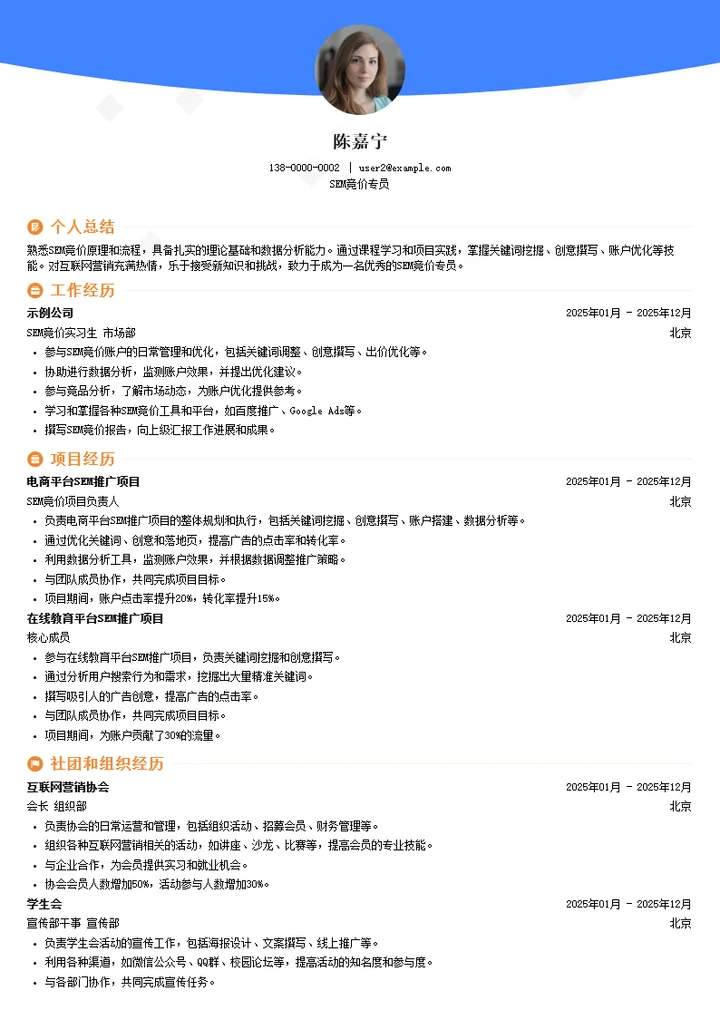 陈嘉宁
138-0000-0002 | user2@example.com
SEM竞价专员
个人总结
熟悉SEM竞价原理和流程，具备扎实的理论基础和数据分析能力。通过课程学习和项目实践，掌握关键词挖掘、创意撰写、账户优化等技
能。对互联网营销充满热情，乐于接受新知识和挑战，致力于成为一名优秀的SEM竞价专员。
工作经历
示例公司 2025年01月 - 2025年12月
SEM竞价实习生 市场部 北京
• 参与SEM竞价账户的日常管理和优化，包括关键词调整、创意撰写、出价优化等。
• 协助进行数据分析，监测账户效果，并提出优化建议。
• 参与竞品分析，了解市场动态，为账户优化提供参考。
• 学习和掌握各种SEM竞价工具和平台，如百度推广、Google Ads等。
• 撰写SEM竞价报告，向上级汇报工作进展和成果。
项目经历
电商平台SEM推广项目 2025年01月 - 2025年12月
SEM竞价项目负责人 北京
• 负责电商平台SEM推广项目的整体规划和执行，包括关键词挖掘、创意撰写、账户搭建、数据分析等。
• 通过优化关键词、创意和落地页，提高广告的点击率和转化率。
• 利用数据分析工具，监测账户效果，并根据数据调整推广策略。
• 与团队成员协作，共同完成项目目标。
• 项目期间，账户点击率提升20%，转化率提升15%。
在线教育平台SEM推广项目 2025年01月 - 2025年12月
核心成员 北京
• 参与在线教育平台SEM推广项目，负责关键词挖掘和创意撰写。
• 通过分析用户搜索行为和需求，挖掘出大量精准关键词。
• 撰写吸引人的广告创意，提高广告的点击率。
• 与团队成员协作，共同完成项目目标。
• 项目期间，为账户贡献了30%的流量。
社团和组织经历
互联网营销协会 2025年01月 - 2025年12月
会长 组织部 北京
• 负责协会的日常运营和管理，包括组织活动、招募会员、财务管理等。
• 组织各种互联网营销相关的活动，如讲座、沙龙、比赛等，提高会员的专业技能。
• 与企业合作，为会员提供实习和就业机会。
• 协会会员人数增加50%，活动参与人数增加30%。
学生会 2025年01月 - 2025年12月
宣传部干事 宣传部 北京
• 负责学生会活动的宣传工作，包括海报设计、文案撰写、线上推广等。
• 利用各种渠道，如微信公众号、QQ群、校园论坛等，提高活动的知名度和参与度。
• 与各部门协作，共同完成宣传任务。